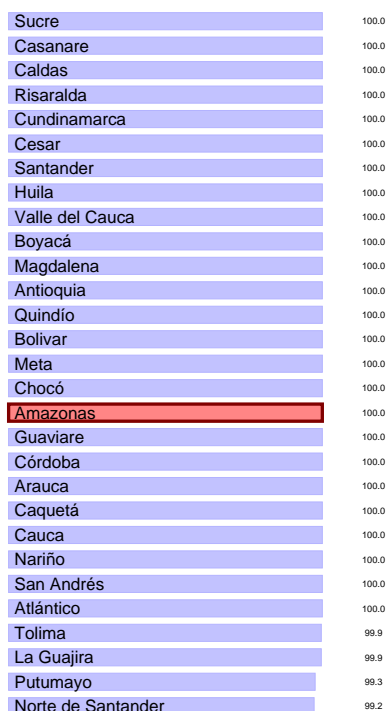 Sucre 100.0
Casanare 100.0
Caldas 100.0
Risaralda 100.0
Cundinamarca 100.0
Cesar 100.0
Santander 100.0
Huila 100.0
Valle del Cauca 100.0
Boyacá 100.0
Magdalena 100.0
Antioquia 100.0
Quindío 100.0
Bolivar 100.0
Meta 100.0
Chocó 100.0
Amazonas 100.0
Guaviare 100.0
Córdoba 100.0
Arauca 100.0
Caquetá 100.0
Cauca 100.0
Nariño 100.0
San Andrés 100.0
Atlántico 100.0
Tolima 99.9
La Guajira 99.9
Putumayo 99.3
Norte de Santander 99.2